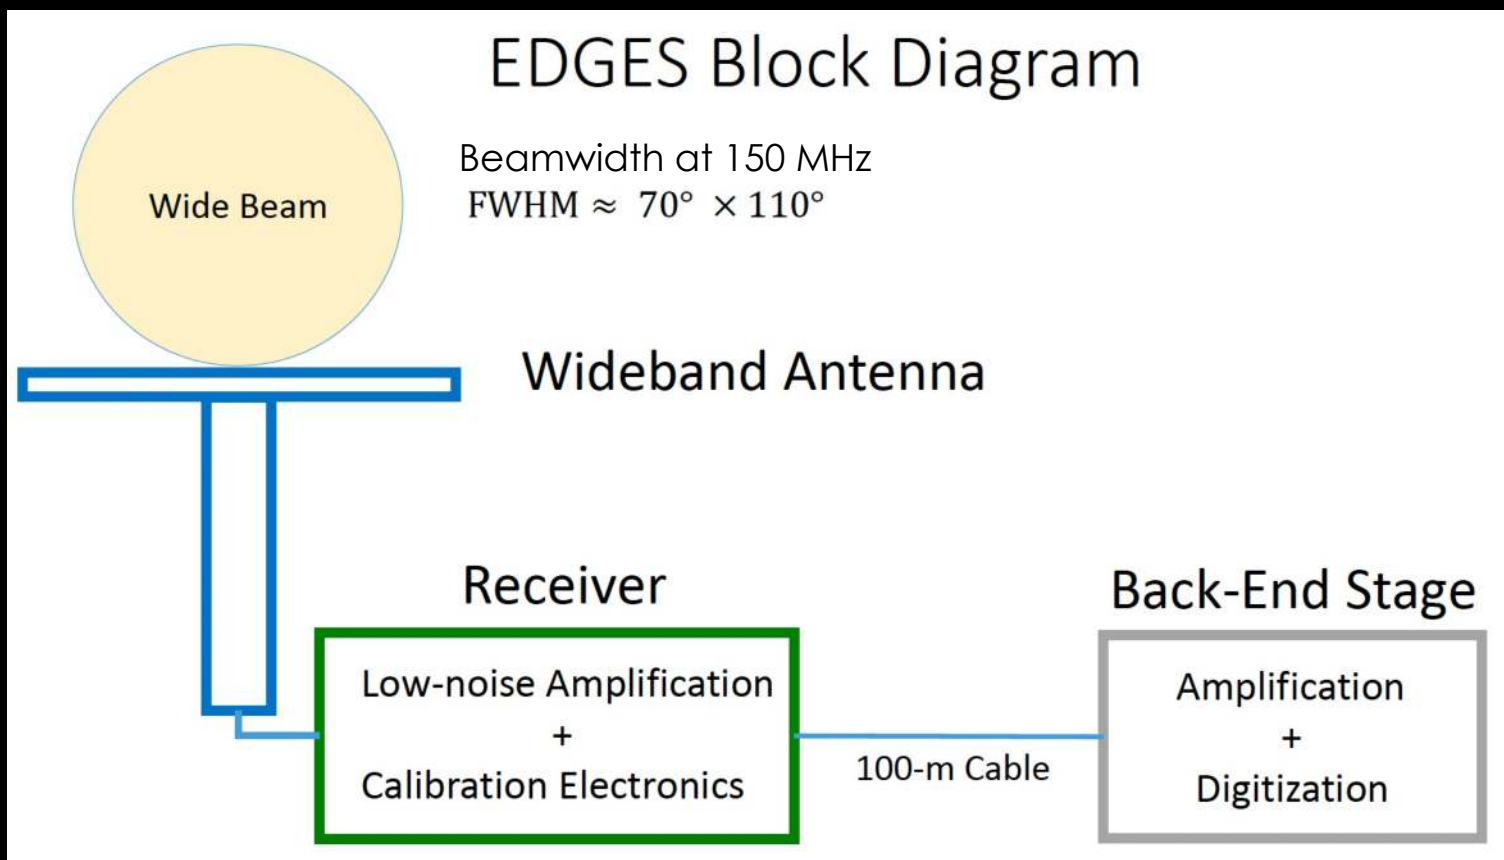 EDGES Block Diagram
Beamwidth at 150 MHz
FWHM ≈ 70° × 110°
Wide Beam
Wideband Antenna
Receiver
Low-noise Amplification
+
Calibration Electronics
100-m Cable
Back-End Stage
Amplification
+
Digitization